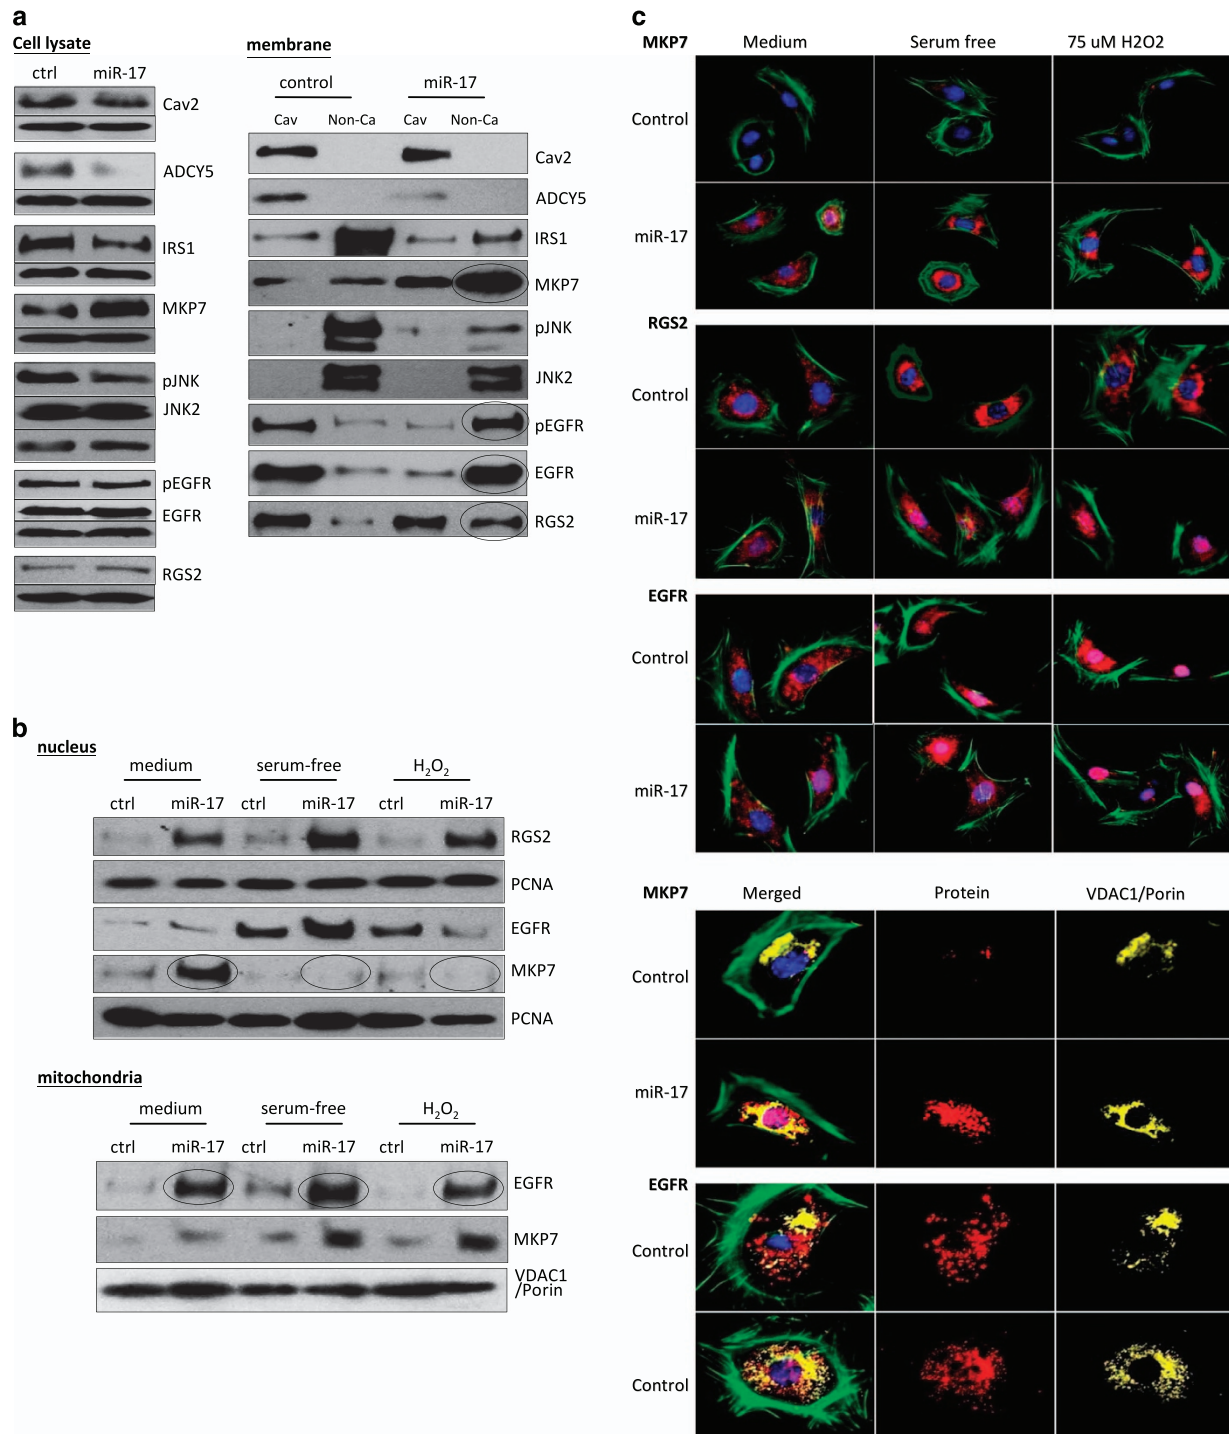 a
Cell lysate
ctrl miR-17
Cav2
ADCY5
IRS1
MKP7
pJNK
JNK2
pEGFR
EGFR
RGS2
membrane
control miR-17
Cav Non-Ca Cav Non-Ca
Cav2
ADCY5
IRS1
MKP7
pJNK
JNK2
pEGFR
EGFR
RGS2
b
nucleus
medium serum-free H2O2
ctrl miR-17 ctrl miR-17 ctrl miR-17
RGS2
PCNA
EGFR
MKP7
PCNA
mitochondria
medium serum-free H2O2
ctrl miR-17 ctrl miR-17 ctrl miR-17
EGFR
MKP7
VDAC1
/Porin
c
MKP7 Medium Serum free 75 uM H2O2
Control
miR-17
RGS2
Control
miR-17
EGFR
Control
miR-17
MKP7 Merged Protein VDAC1/Porin
Control
miR-17
EGFR
Control
Control